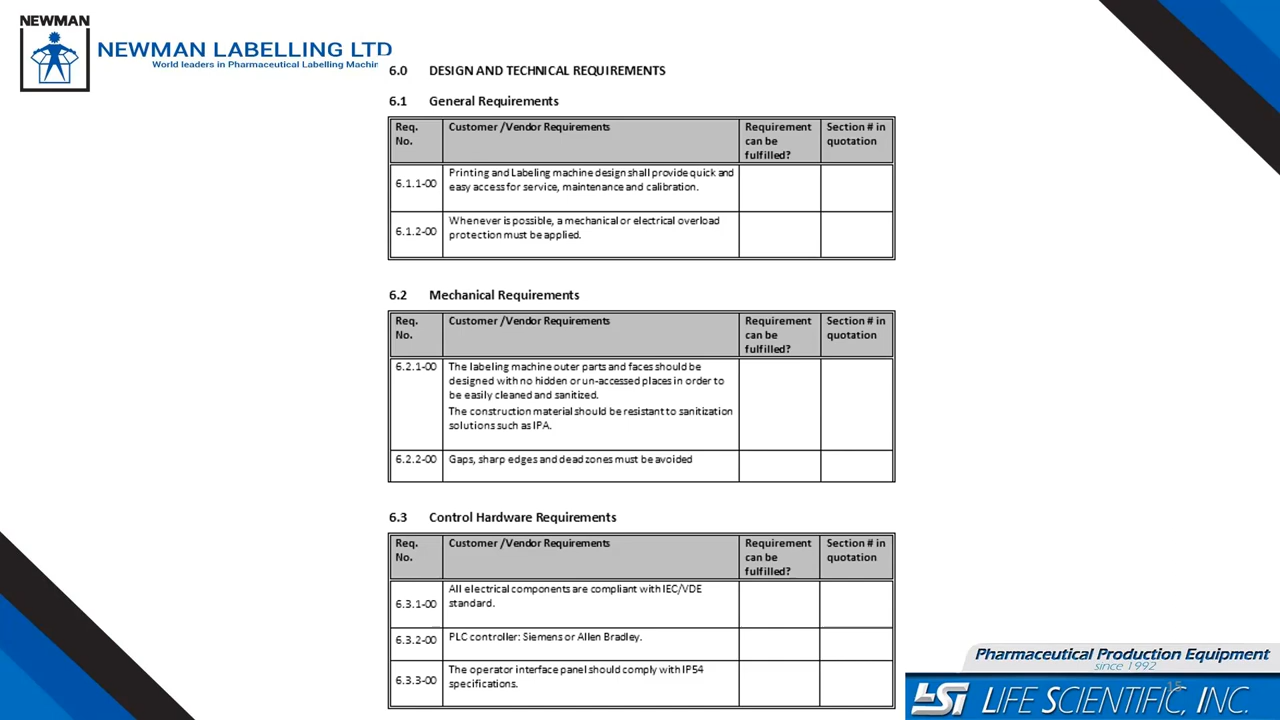 NEWMAN
NEWMAN LABELLING LTD
World leaders in Pharmaceutical Labelling Machin
6.0 DESIGN AND TECHNICAL REQUIREMENTS
6.1 General Requirements
Req. No. Customer /Vendor Requirements Requirement can be fulfilled? Section # in quotation
6.1.1-00 Printing and Labeling machine design shall provide quick and
easy access for service, maintenance and calibration.
6.1.2-00 Whenever is possible, a mechanical or electrical overload
protection must be applied.
6.2 Mechanical Requirements
Req. No. Customer /Vendor Requirements Requirement can be fulfilled? Section # in quotation
6.2.1-00 The labeling machine outer parts and faces should be
designed with no hidden or un-accessed places in order to
be easily cleaned and sanitized.
The construction material should be resistant to sanitization
solutions such as IPA.
6.2.2-00 Gaps, sharp edges and dead zones must be avoided
6.3 Control Hardware Requirements
Req. No. Customer /Vendor Requirements Requirement can be fulfilled? Section # in quotation
6.3.1-00 All electrical components are compliant with IEC/VDE
standard.
6.3.2-00 PLC controller: Siemens or Allen Bradley.
6.3.3-00 The operator interface panel should comply with IP54
specifications.
Pharmaceutical Production Equipment
since 1992
15
LSI LIFE SCIENTIFIC, INC.